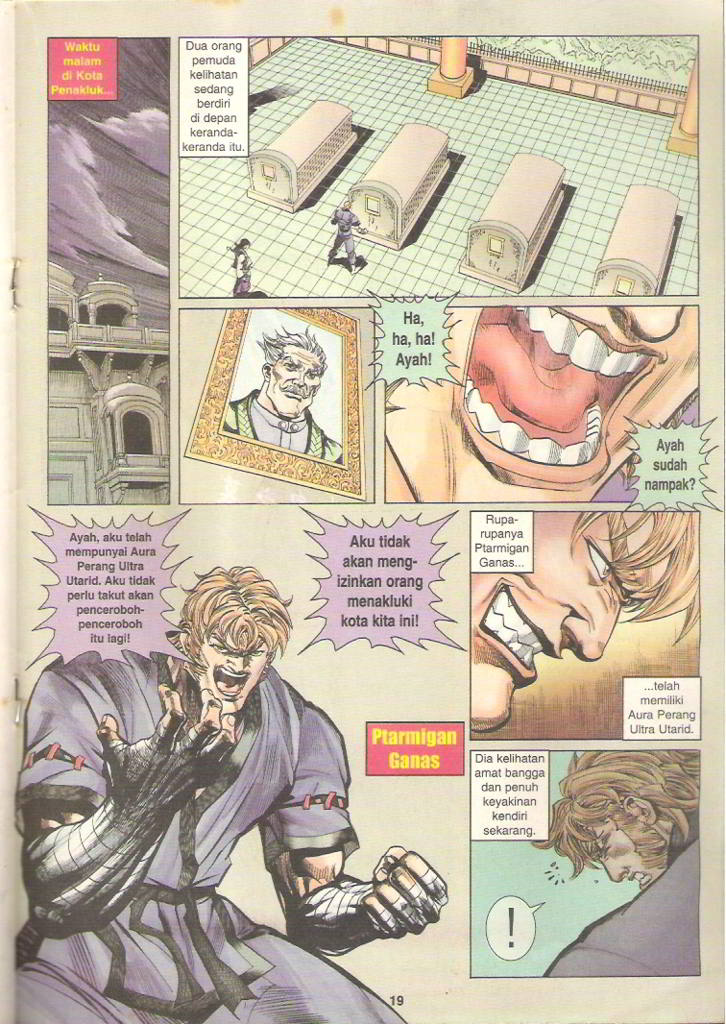 Waktu
malam
di Kota
Penakluk...
Dua orang
pemuda
kelihatan
sedang
berdiri
di depan
keranda-
keranda itu.
Ha,
ha, ha!
Ayah!
Ayah
sudah
nampak?
Ayah, aku telah
mempunyai Aura
Perang Ultra
Utarid. Aku tidak
perlu takut akan
penceroboh-
penceroboh
itu lagi!
Aku tidak
akan meng-
izinkan orang
menakluki
kota kita ini!
Rupa-
rupanya
Ptarmigan
Ganas...
...telah
memiliki
Aura Perang
Ultra Utarid.
Ptarmigan
Ganas
Dia kelihatan
amat bangga
dan penuh
keyakinan
kendiri
sekarang.
!
19